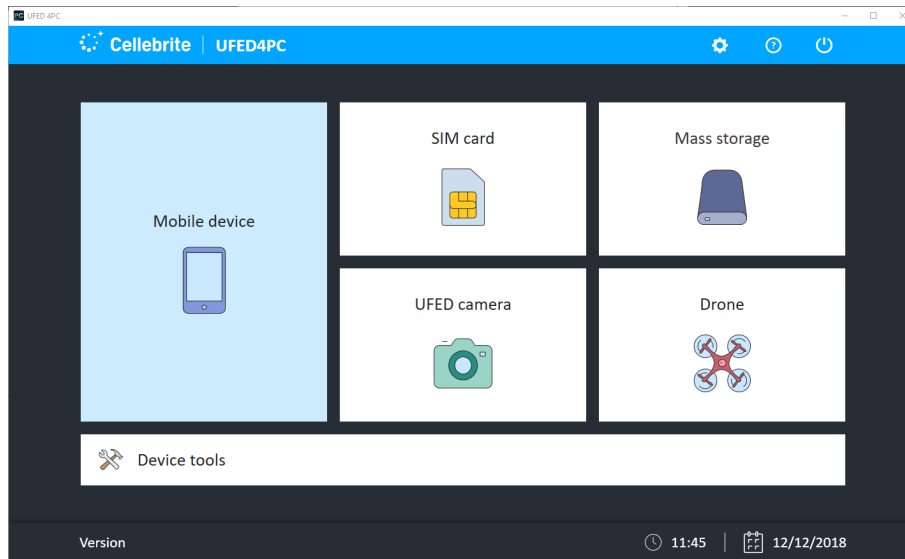 PC UFED 4PC
Cellebrite | UFED4PC
Mobile device
SIM card
Mass storage
UFED camera
Drone
Device tools
Version
11:45 | 12/12/2018